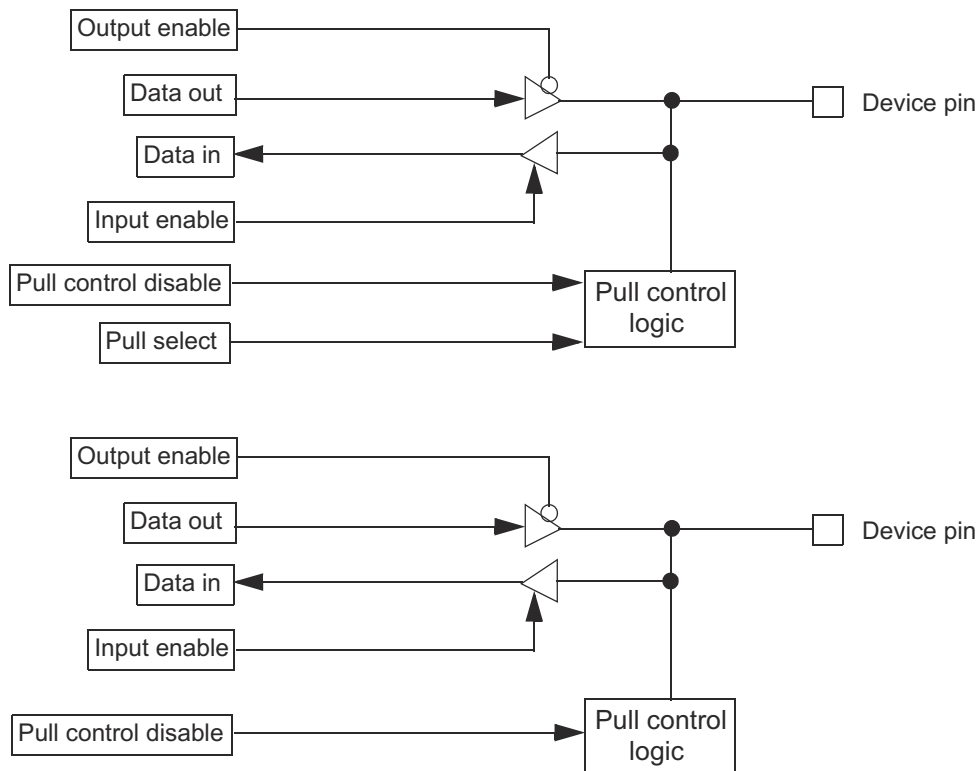 Output enable
Data out
Device pin
Data in
Input enable
Pull control disable
Pull control
logic
Pull select
Output enable
Data out
Device pin
Data in
Input enable
Pull control disable
Pull control
logic